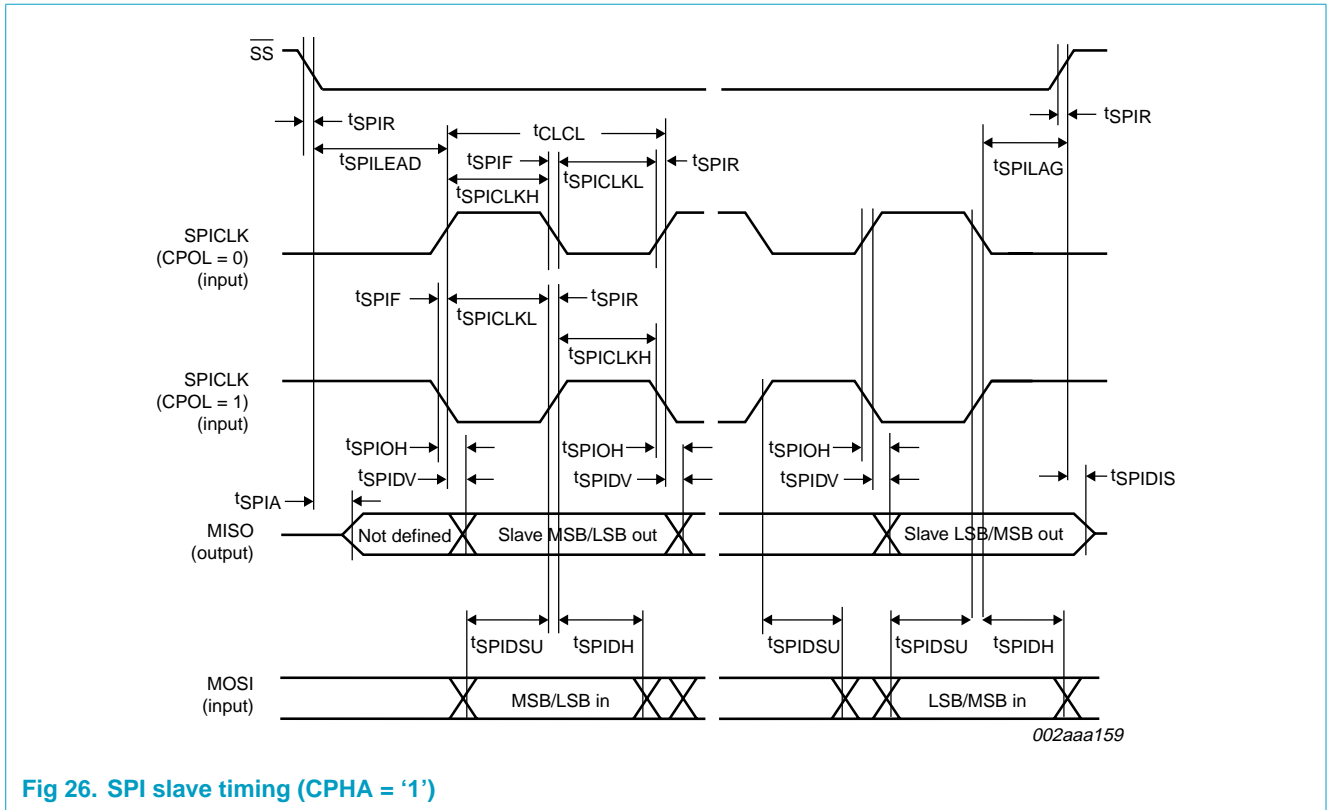 SS
tSPIR
tCLCL
tSPIR
tSPILEAD
tSPIF
tSPICLKL
tSPIR
tSPILAG
tSPICLKH
SPICLK
(CPOL = 0)
(input)
tSPIF
tSPICLKL
tSPIR
tSPICLKH
SPICLK
(CPOL = 1)
(input)
tSPIOH
tSPIOH
tSPIOH
tSPIDV
tSPIDV
tSPIDV
tSPIDIS
tSPIA
MISO
(output)
Not defined
Slave MSB/LSB out
Slave LSB/MSB out
tSPIDSU
tSPIDH
tSPIDSU
tSPIDSU
tSPIDH
MOSI
(input)
MSB/LSB in
LSB/MSB in
002aaa159
Fig 26. SPI slave timing (CPHA = ‘1’)